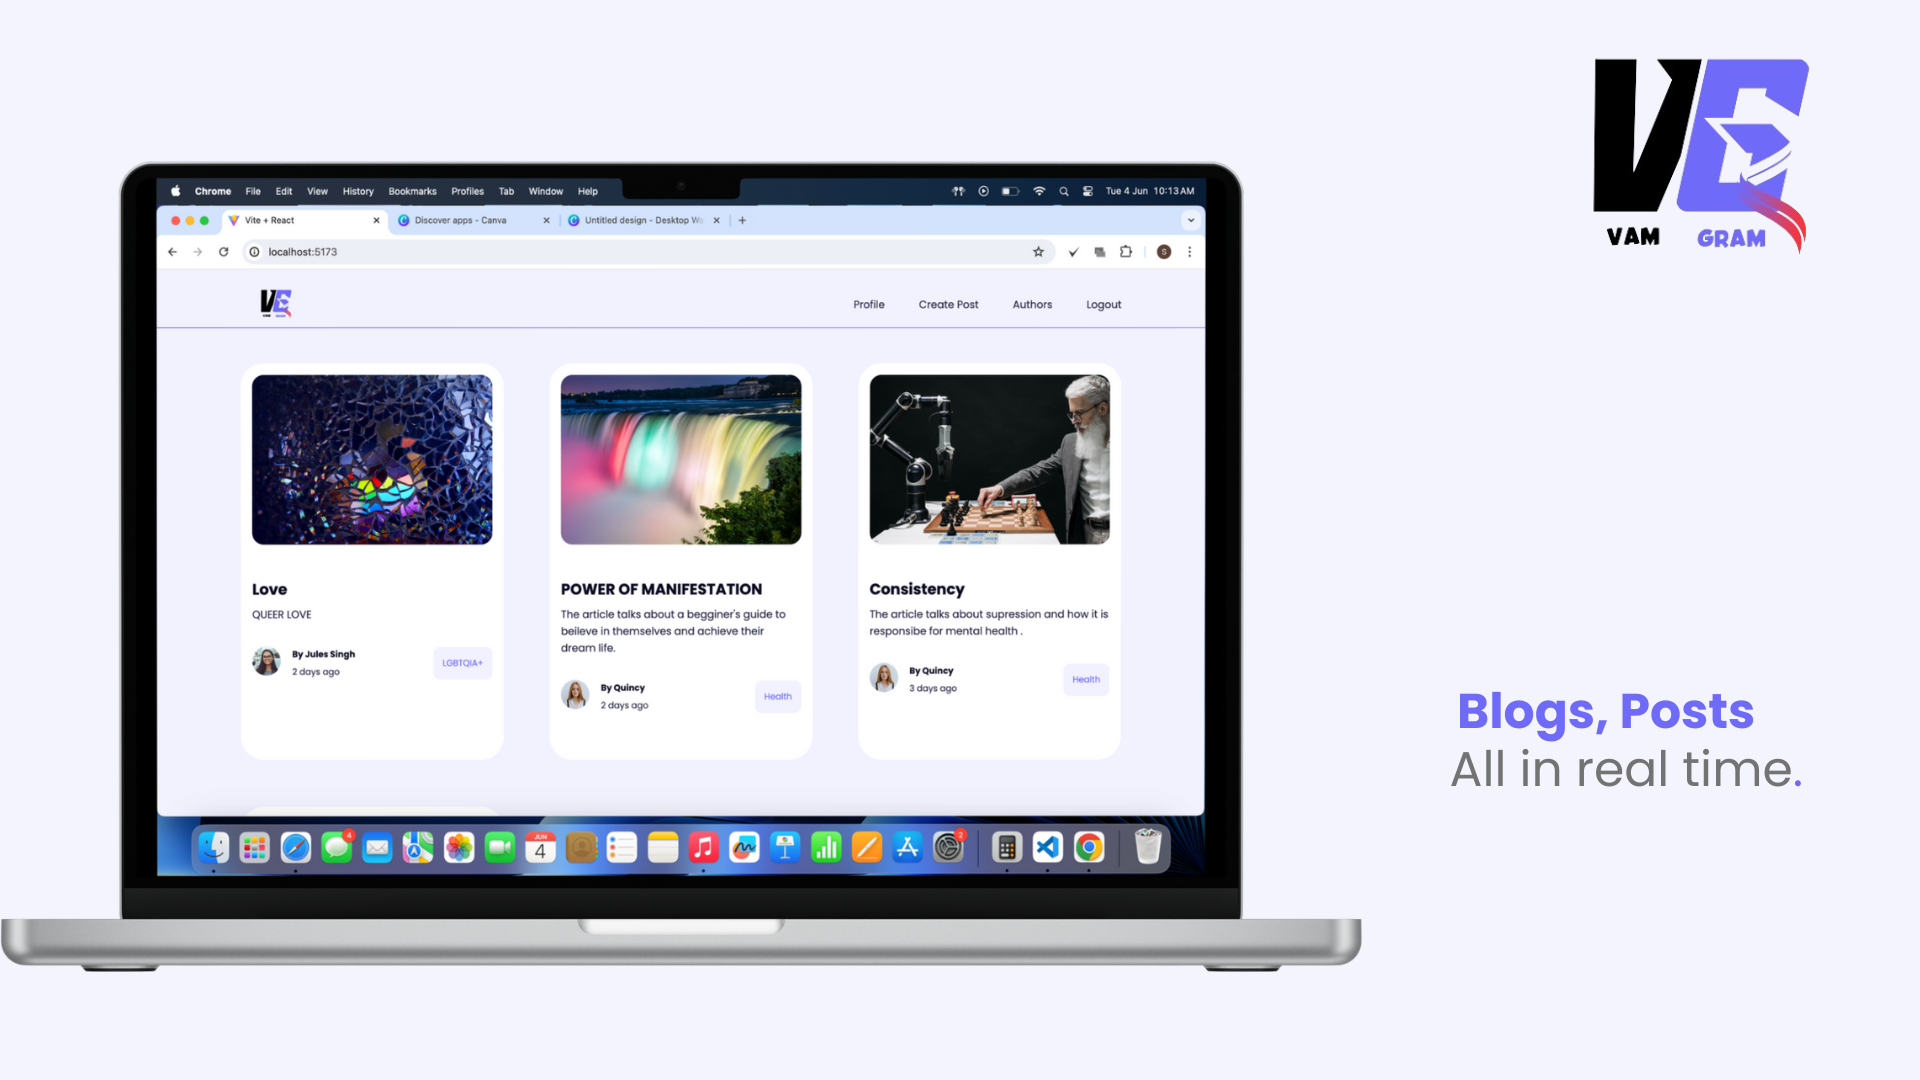 VAM
GRAM
Chrome File Edit View History Bookmarks Profiles Tab Window Help
Tue 4 Jun 10:13 AM
Vite + React
Discover apps - Canva
Untitled design - Desktop
localhost:5173
S
Profile
Create Post
Authors
Logout
Love
QUEER LOVE
By Jules Singh
2 days ago
LGBTQIA+
POWER OF MANIFESTATION
The article talks about a begginer's guide to
beileve in themselves and achieve their
dream life.
By Quincy
2 days ago
Health
Consistency
The article talks about supression and how it is
responsibe for mental health .
By Quincy
3 days ago
Health
4
JUN
4
2
Blogs, Posts
All in real time.